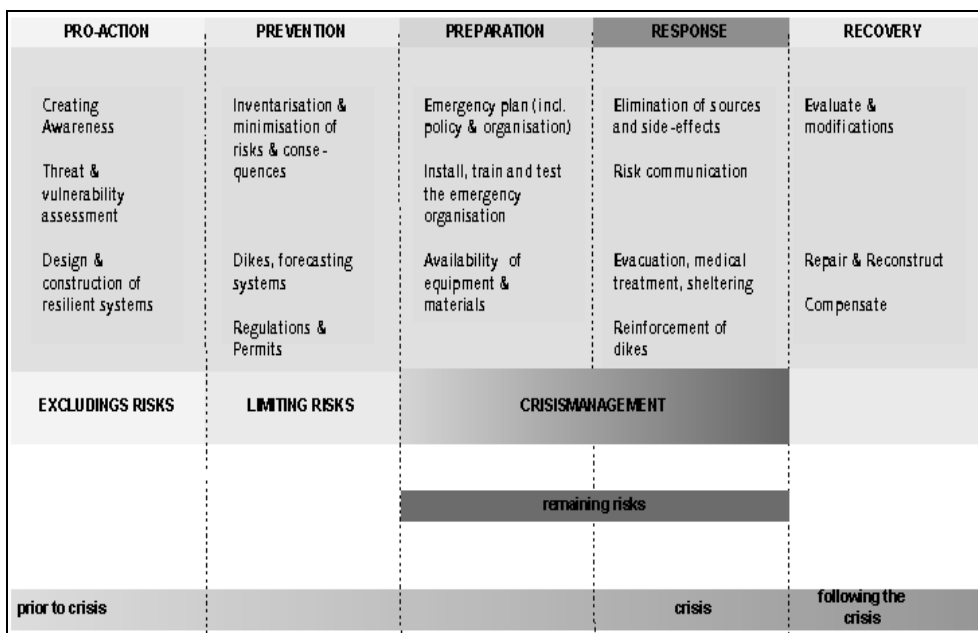 PRO-ACTION
PREVENTION
PREPARATION
RESPONSE
RECOVERY
Creating
Awareness
Threat &
vulnerability
assessment
Design &
construction of
resilient systems
Inventarisation &
minimisation of
risks & conse -
quences
Dikes, forecasting
systems
Regulations &
Permits
Emergency plan (incl.
policy & organisation)
Install, train and test
the emergency
organisation
Availability of
equipment &
materials
Elimination of sources
and side -effects
Risk communication
Evacuation, medical
treatment, sheltering
Reinforcement of
dikes
Evaluate &
modifications
Repair & Reconstruct
Compensate
EXCLUDINGS RISKS
LIMITING RISKS
CRISISMANAGEMENT
remaining risks
prior to crisis
crisis
following the
crisis